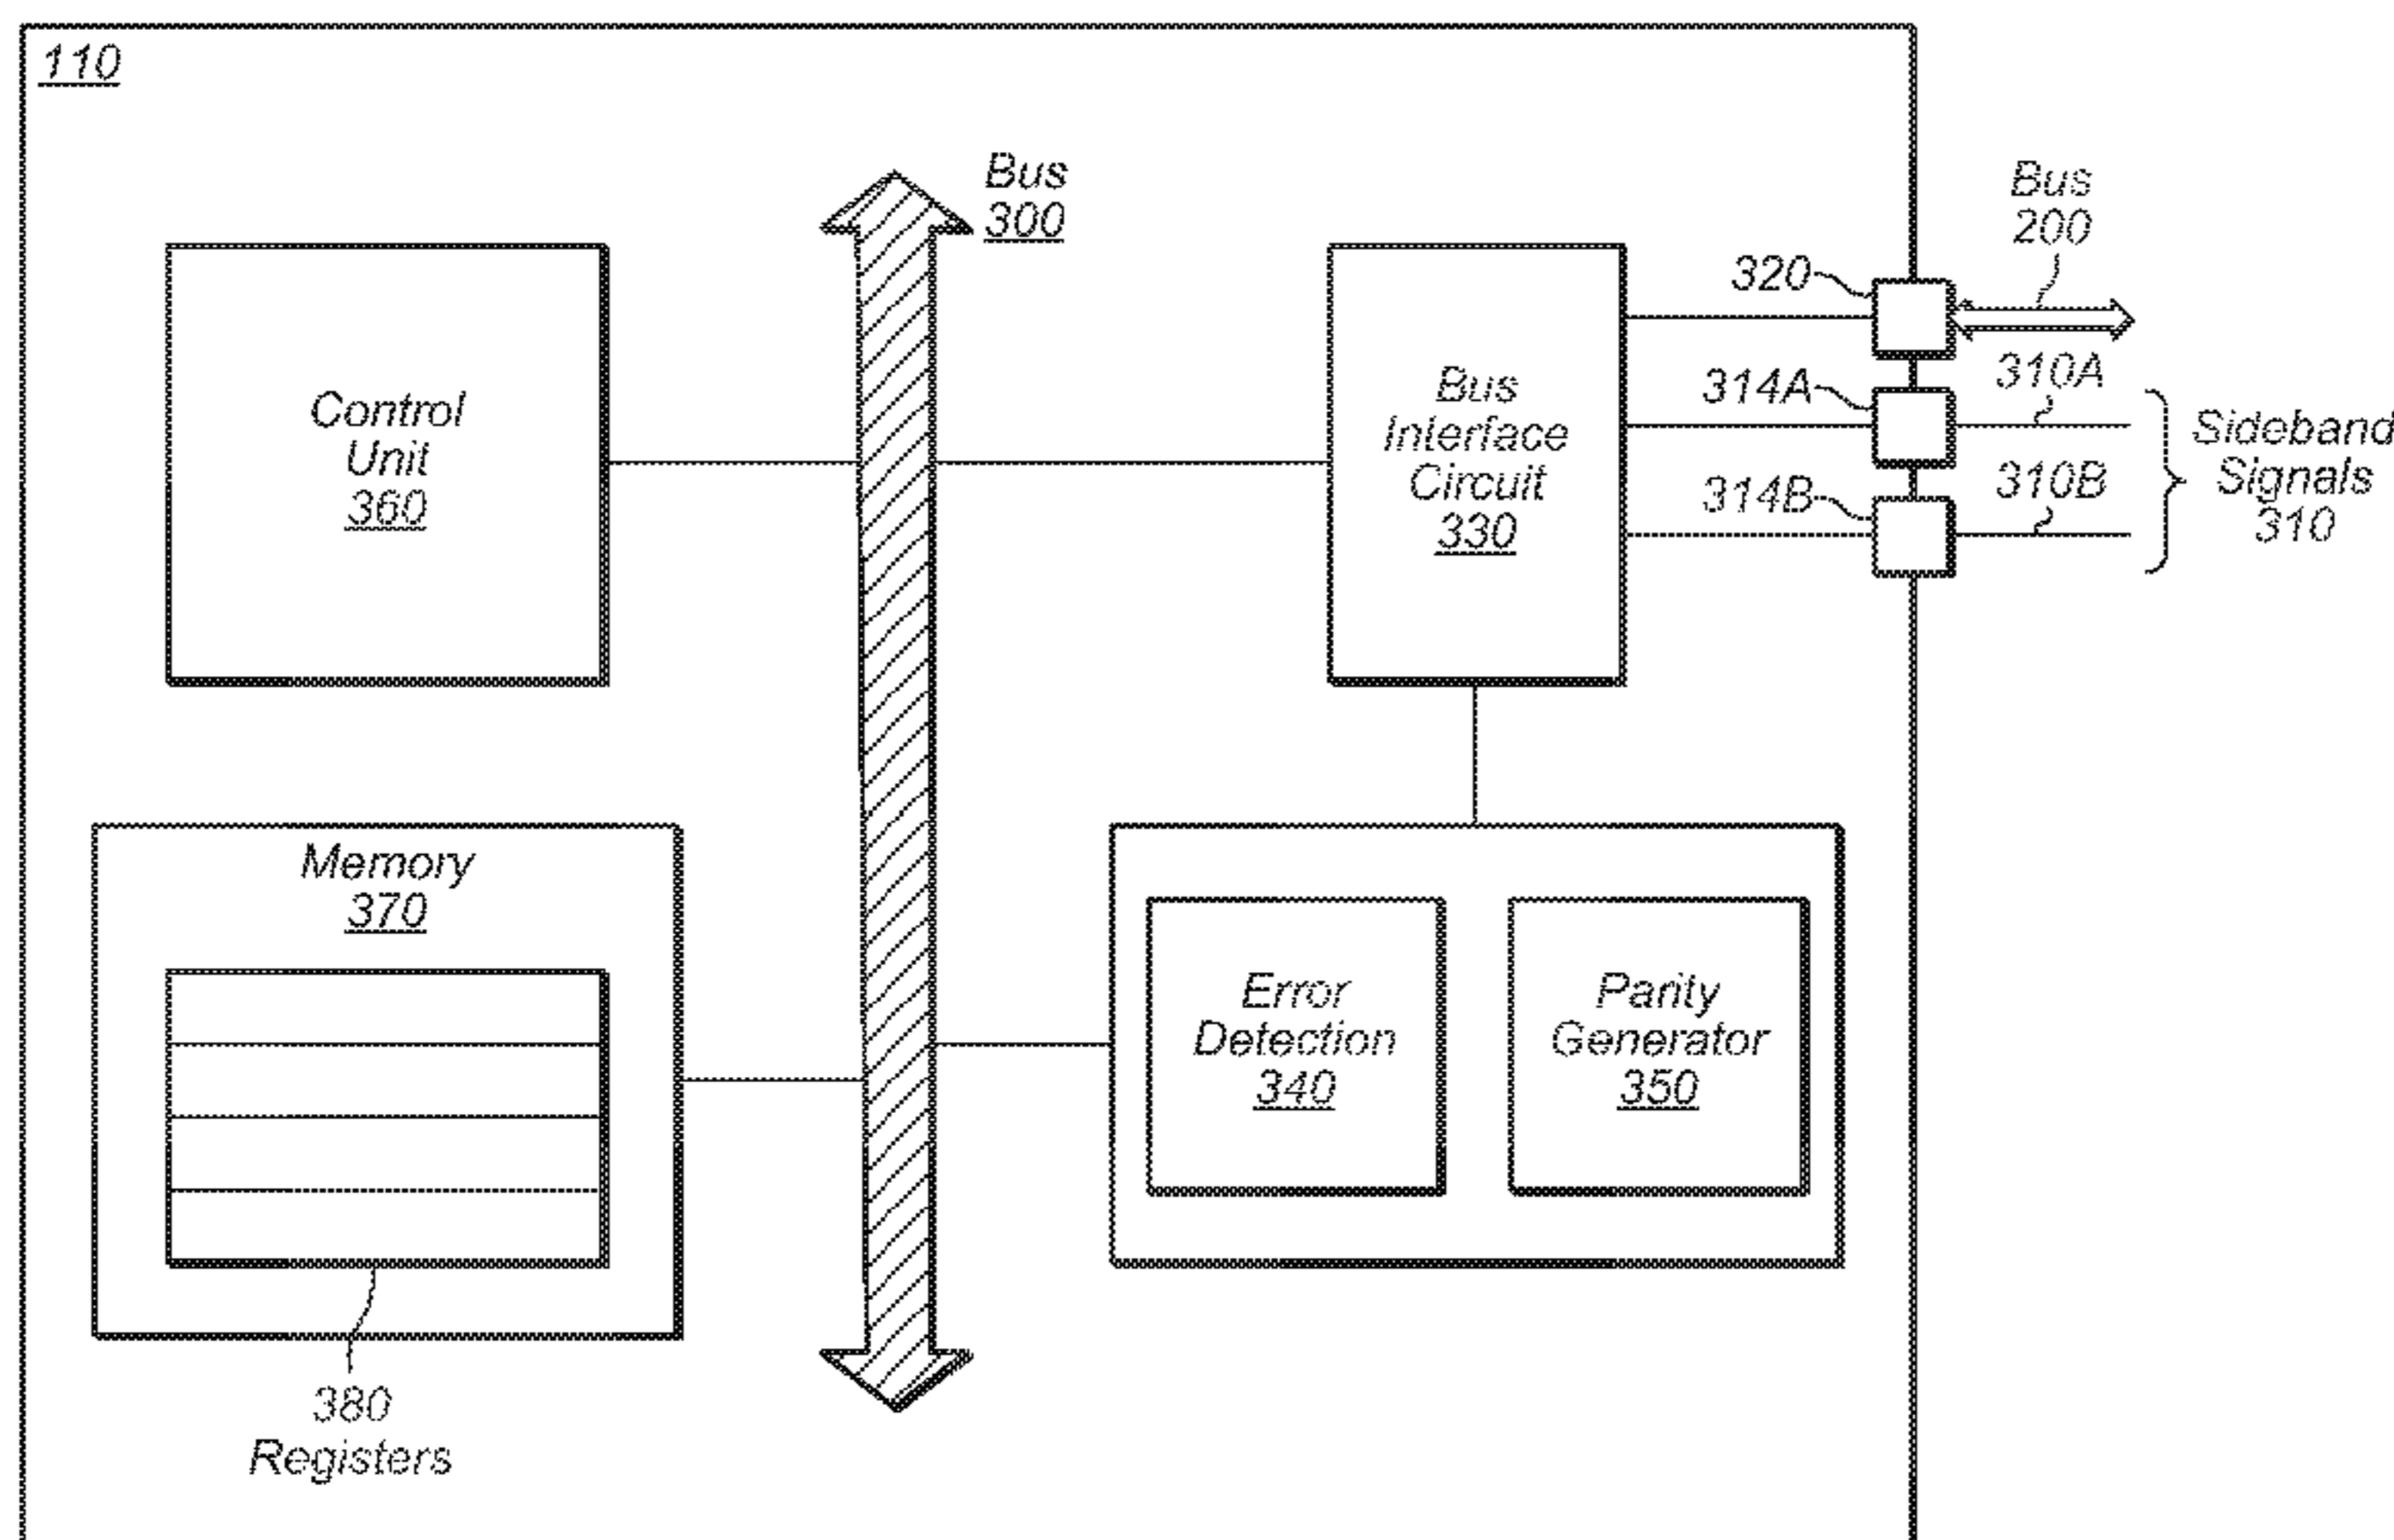 110
Bus
300
Bus
200
320
314A
310A
314B
310B
Sideband
Signals
310
Control
Unit
360
Bus
Interface
Circuit
330
Memory
370
380
Registers
Error
Detection
340
Parity
Generator
350